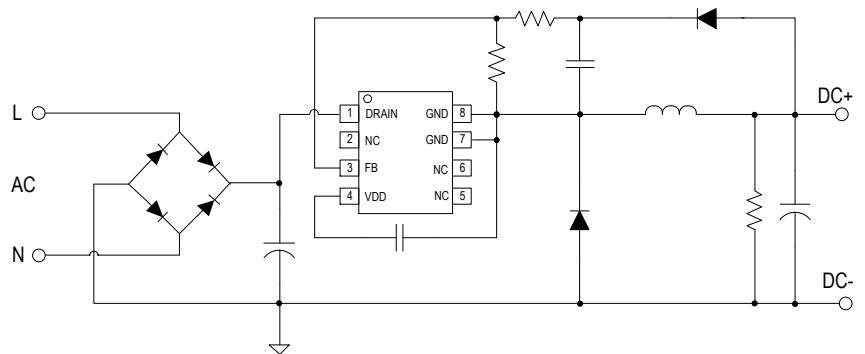 L
AC
N
1 DRAIN GND 8
2 NC GND 7
3 FB NC 6
4 VDD NC 5
DC+
DC-